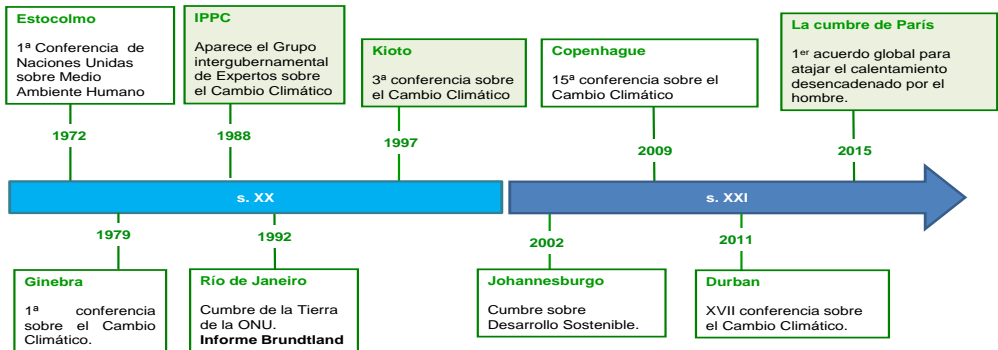 Estocolmo
1ª Conferencia de
Naciones Unidas
sobre Medio
Ambiente Humano
IPPC
Aparece el Grupo
intergubernamental
de Expertos sobre
el Cambio Climático
Kioto
3ª conferencia sobre
el Cambio Climático
Copenhague
15ª conferencia sobre el
Cambio Climático
La cumbre de París
1er acuerdo global para
atajar el calentamiento
desencadenado por el
hombre.
1972
1988
1997
2009
2015
s. XX
s. XXI
1979
1992
2002
2011
Ginebra
1ª conferencia
sobre el Cambio
Climático.
Río de Janeiro
Cumbre de la Tierra
de la ONU.
Informe Brundtland
Johannesburgo
Cumbre sobre
Desarrollo Sostenible.
Durban
XVII conferencia sobre
el Cambio Climático.